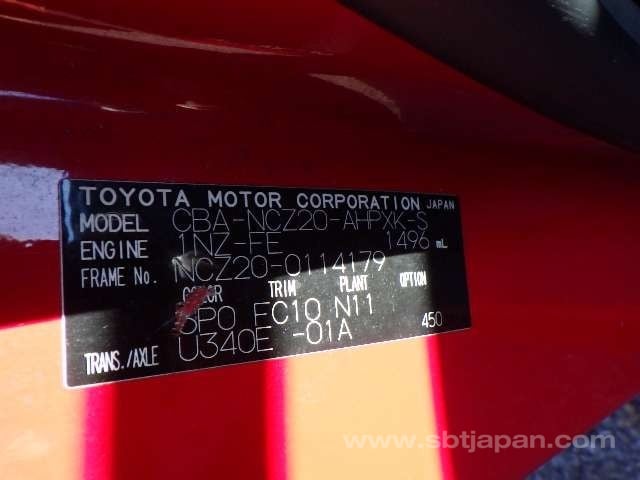 TOYOTA MOTOR CORPORATION JAPAN
MODEL CBA-NCZ20-AHPXK-S
ENGINE 1NZ-FE 1496 mL
FRAME No. NCZ20-0114179
COLOR TRIM PLANT OPTION
3P0 FC10 N11
TRANS./AXLE U340E -01A 450
www.sbtjapan.com